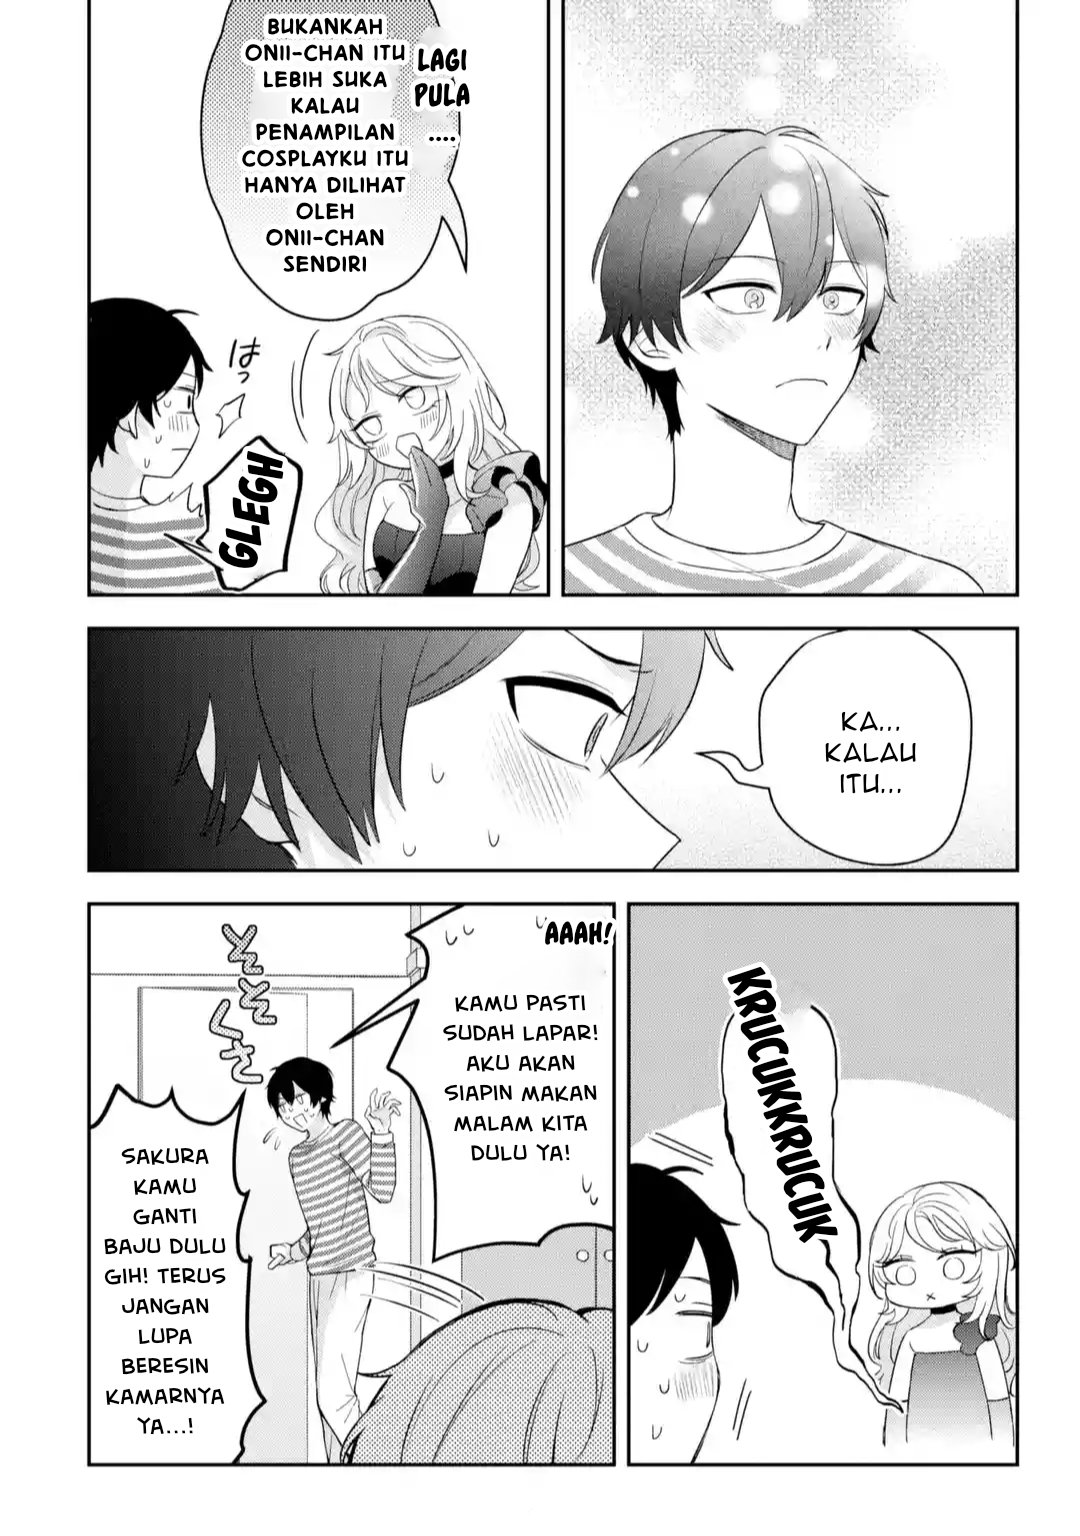 LAGI
PULA
....
BUKANKAH
ONII-CHAN ITU
LEBIH SUKA
KALAU
PENAMPILAN
COSPLAYKU ITU
HANYA DILIHAT
OLEH
ONII-CHAN
SENDIRI
はっ
GLEGH
KA...
KALAU
ITU...
KRUCUKKRUCUK
AAAH!
KAMU PASTI
SUDAH LAPAR!
AKU AKAN
SIAPIN MAKAN
MALAM KITA
DULU YA!
そそくさ
SAKURA
KAMU
GANTI
BAJU DULU
GIH! TERUS
JANGAN
LUPA
BERESIN
KAMARNYA
YA...!